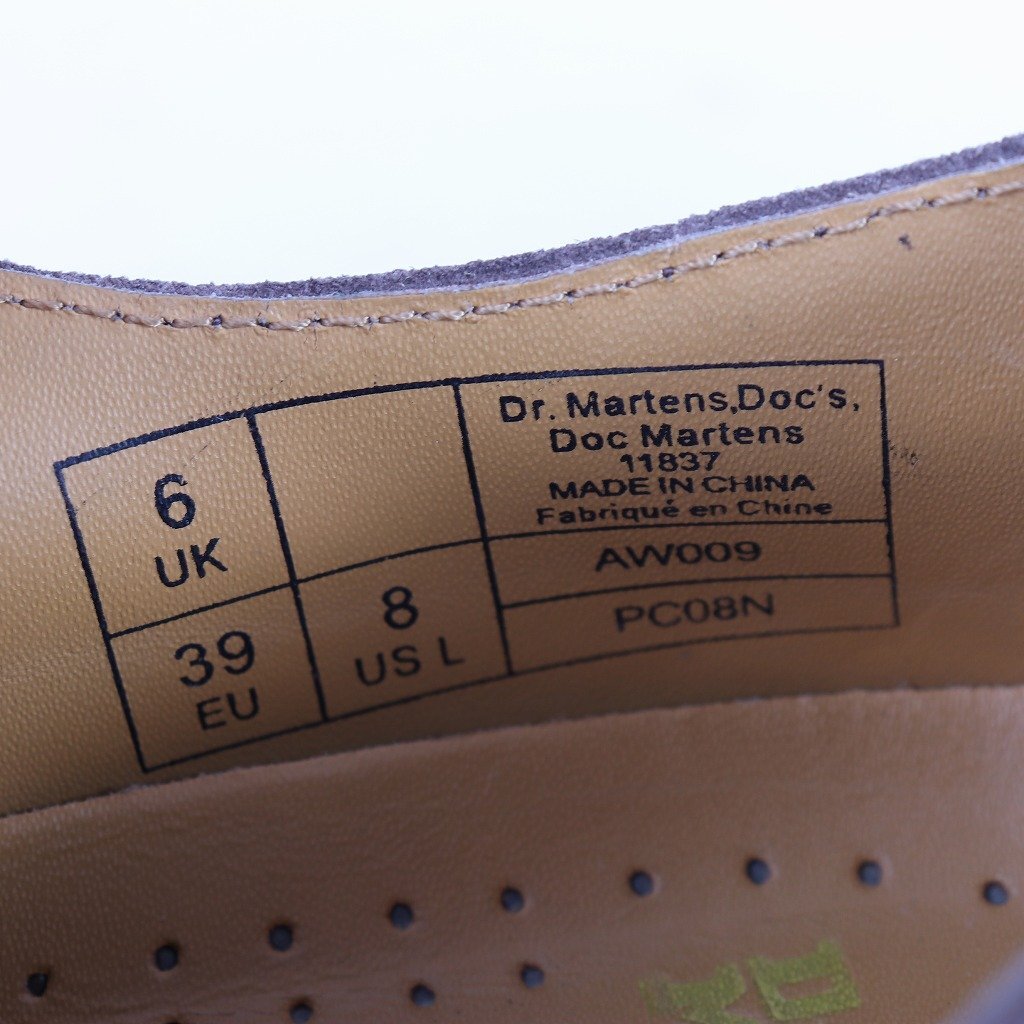 6
UK
39
EU
8
US L
Dr. Martens,Doc's,
Doc Martens
11837
MADE IN CHINA
Fabriqué en Chine
AW009
PC08N